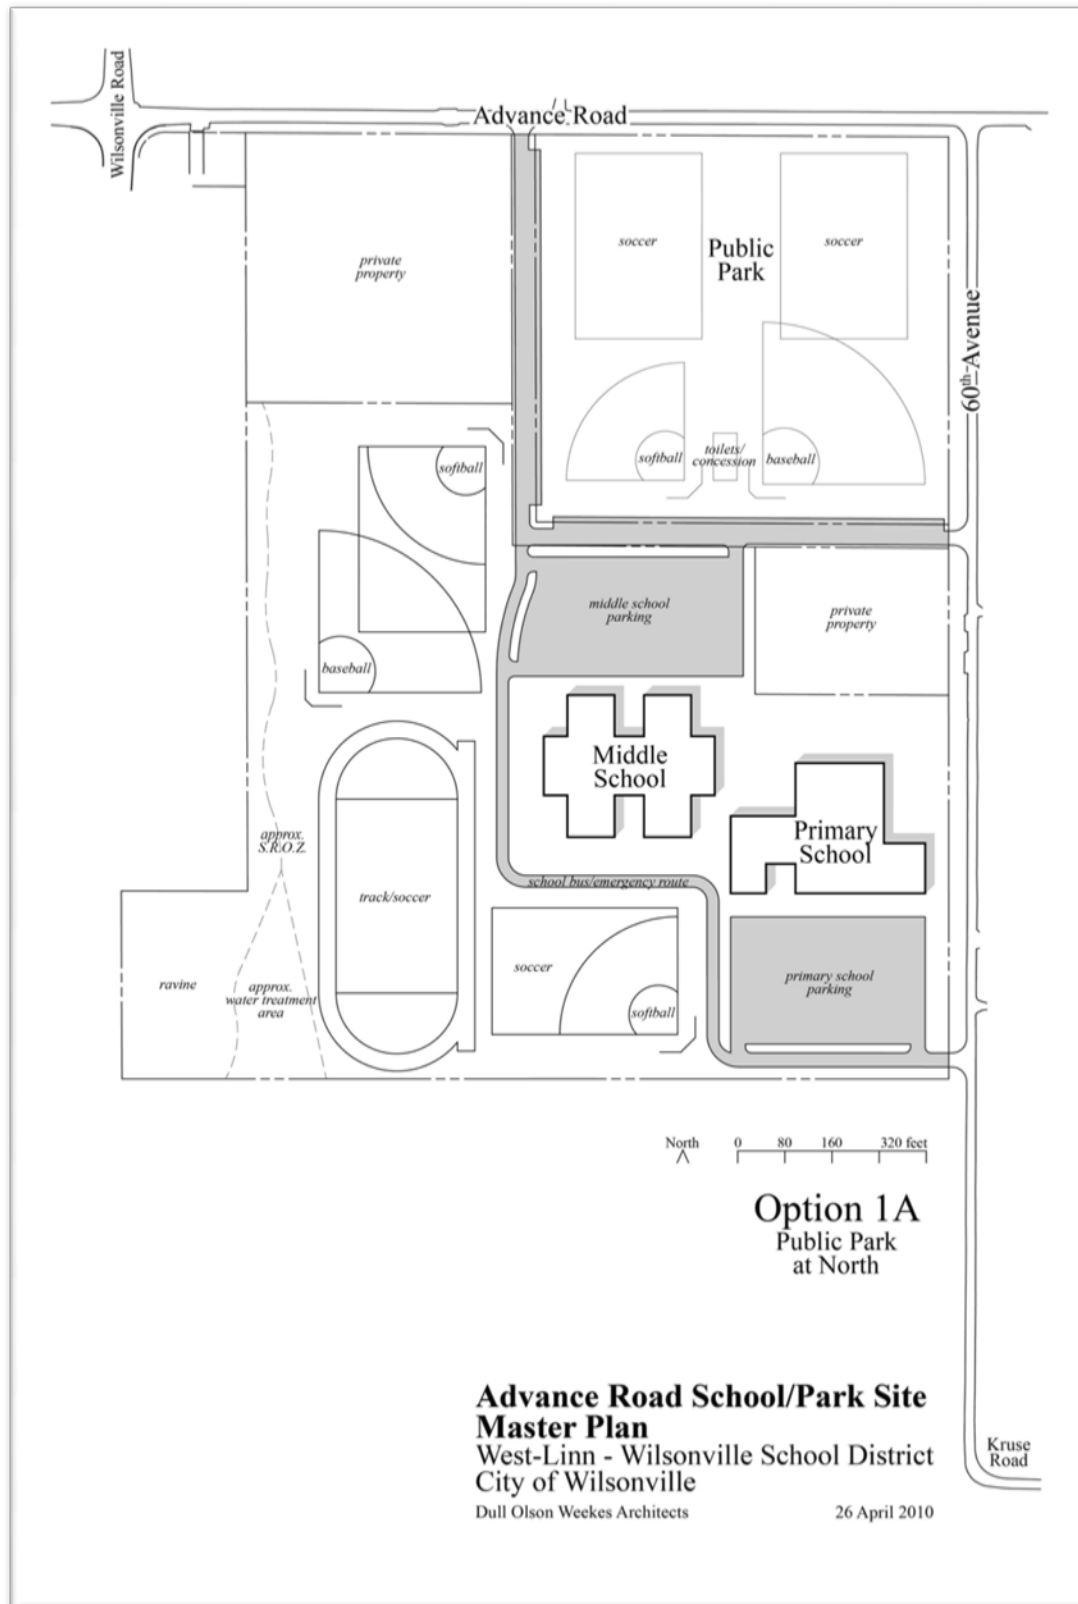 Wilsonville Road
Advance Road
soccer
Public
Park
soccer
private
property
60th Avenue
softball
toilets/
concession
baseball
softball
middle school
parking
private
property
baseball
Middle
School
Primary
School
approx.
S.R.O.Z.
school bus/emergency route
track/soccer
soccer
primary school
parking
ravine
approx.
water treatment
area
softball
North
0 80 160 320 feet
Option 1A
Public Park
at North
Advance Road School/Park Site
Master Plan
West-Linn - Wilsonville School District
City of Wilsonville
Dull Olson Weekes Architects 26 April 2010
Kruse
Road